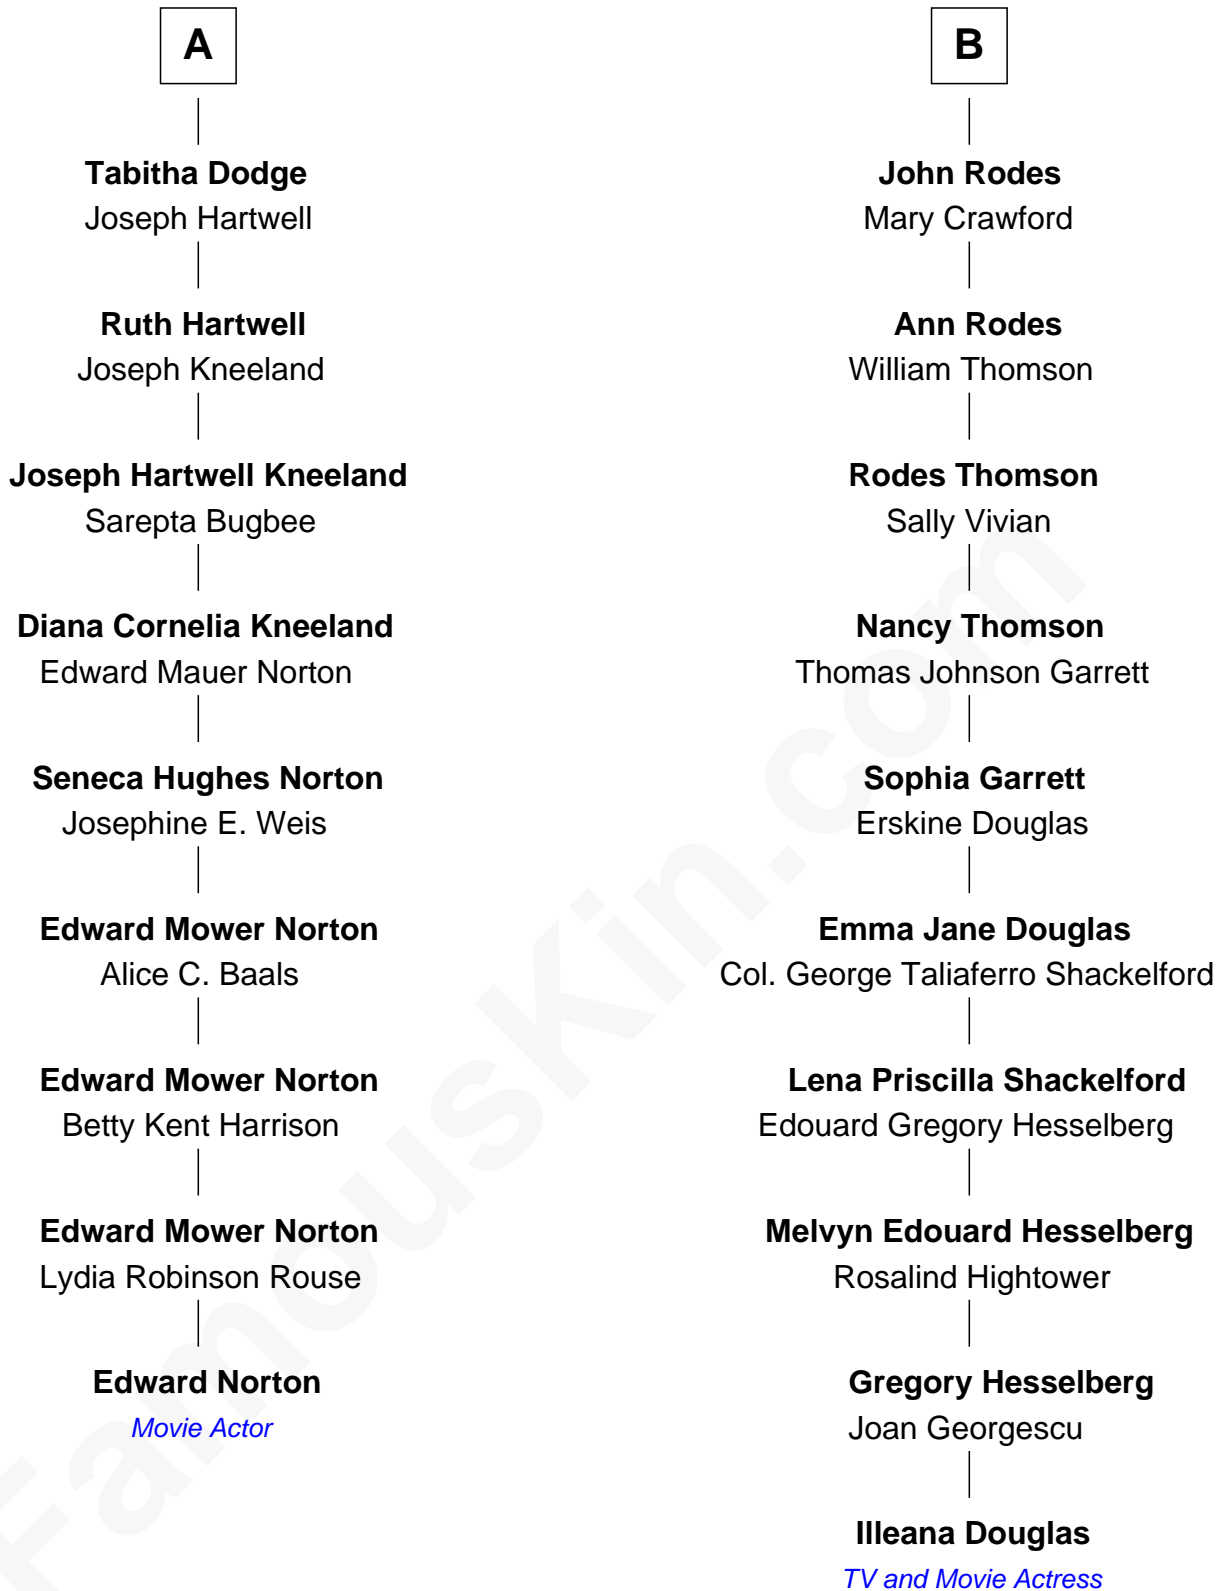 A
Tabitha Dodge
Joseph Hartwell
Ruth Hartwell
Joseph Kneeland
Joseph Hartwell Kneeland
Sarepta Bugbee
Diana Cornelia Kneeland
Edward Mauer Norton
Seneca Hughes Norton
Josephine E. Weis
Edward Mower Norton
Alice C. Baals
Edward Mower Norton
Betty Kent Harrison
Edward Mower Norton
Lydia Robinson Rouse
Edward Norton
Movie Actor
B
John Rodes
Mary Crawford
Ann Rodes
William Thomson
Rodes Thomson
Sally Vivian
Nancy Thomson
Thomas Johnson Garrett
Sophia Garrett
Erskine Douglas
Emma Jane Douglas
Col. George Taliaferro Shackelford
Lena Priscilla Shackelford
Edouard Gregory Hesselberg
Melvyn Edouard Hesselberg
Rosalind Hightower
Gregory Hesselberg
Joan Georgescu
Illeana Douglas
TV and Movie Actress
FamousKin.com